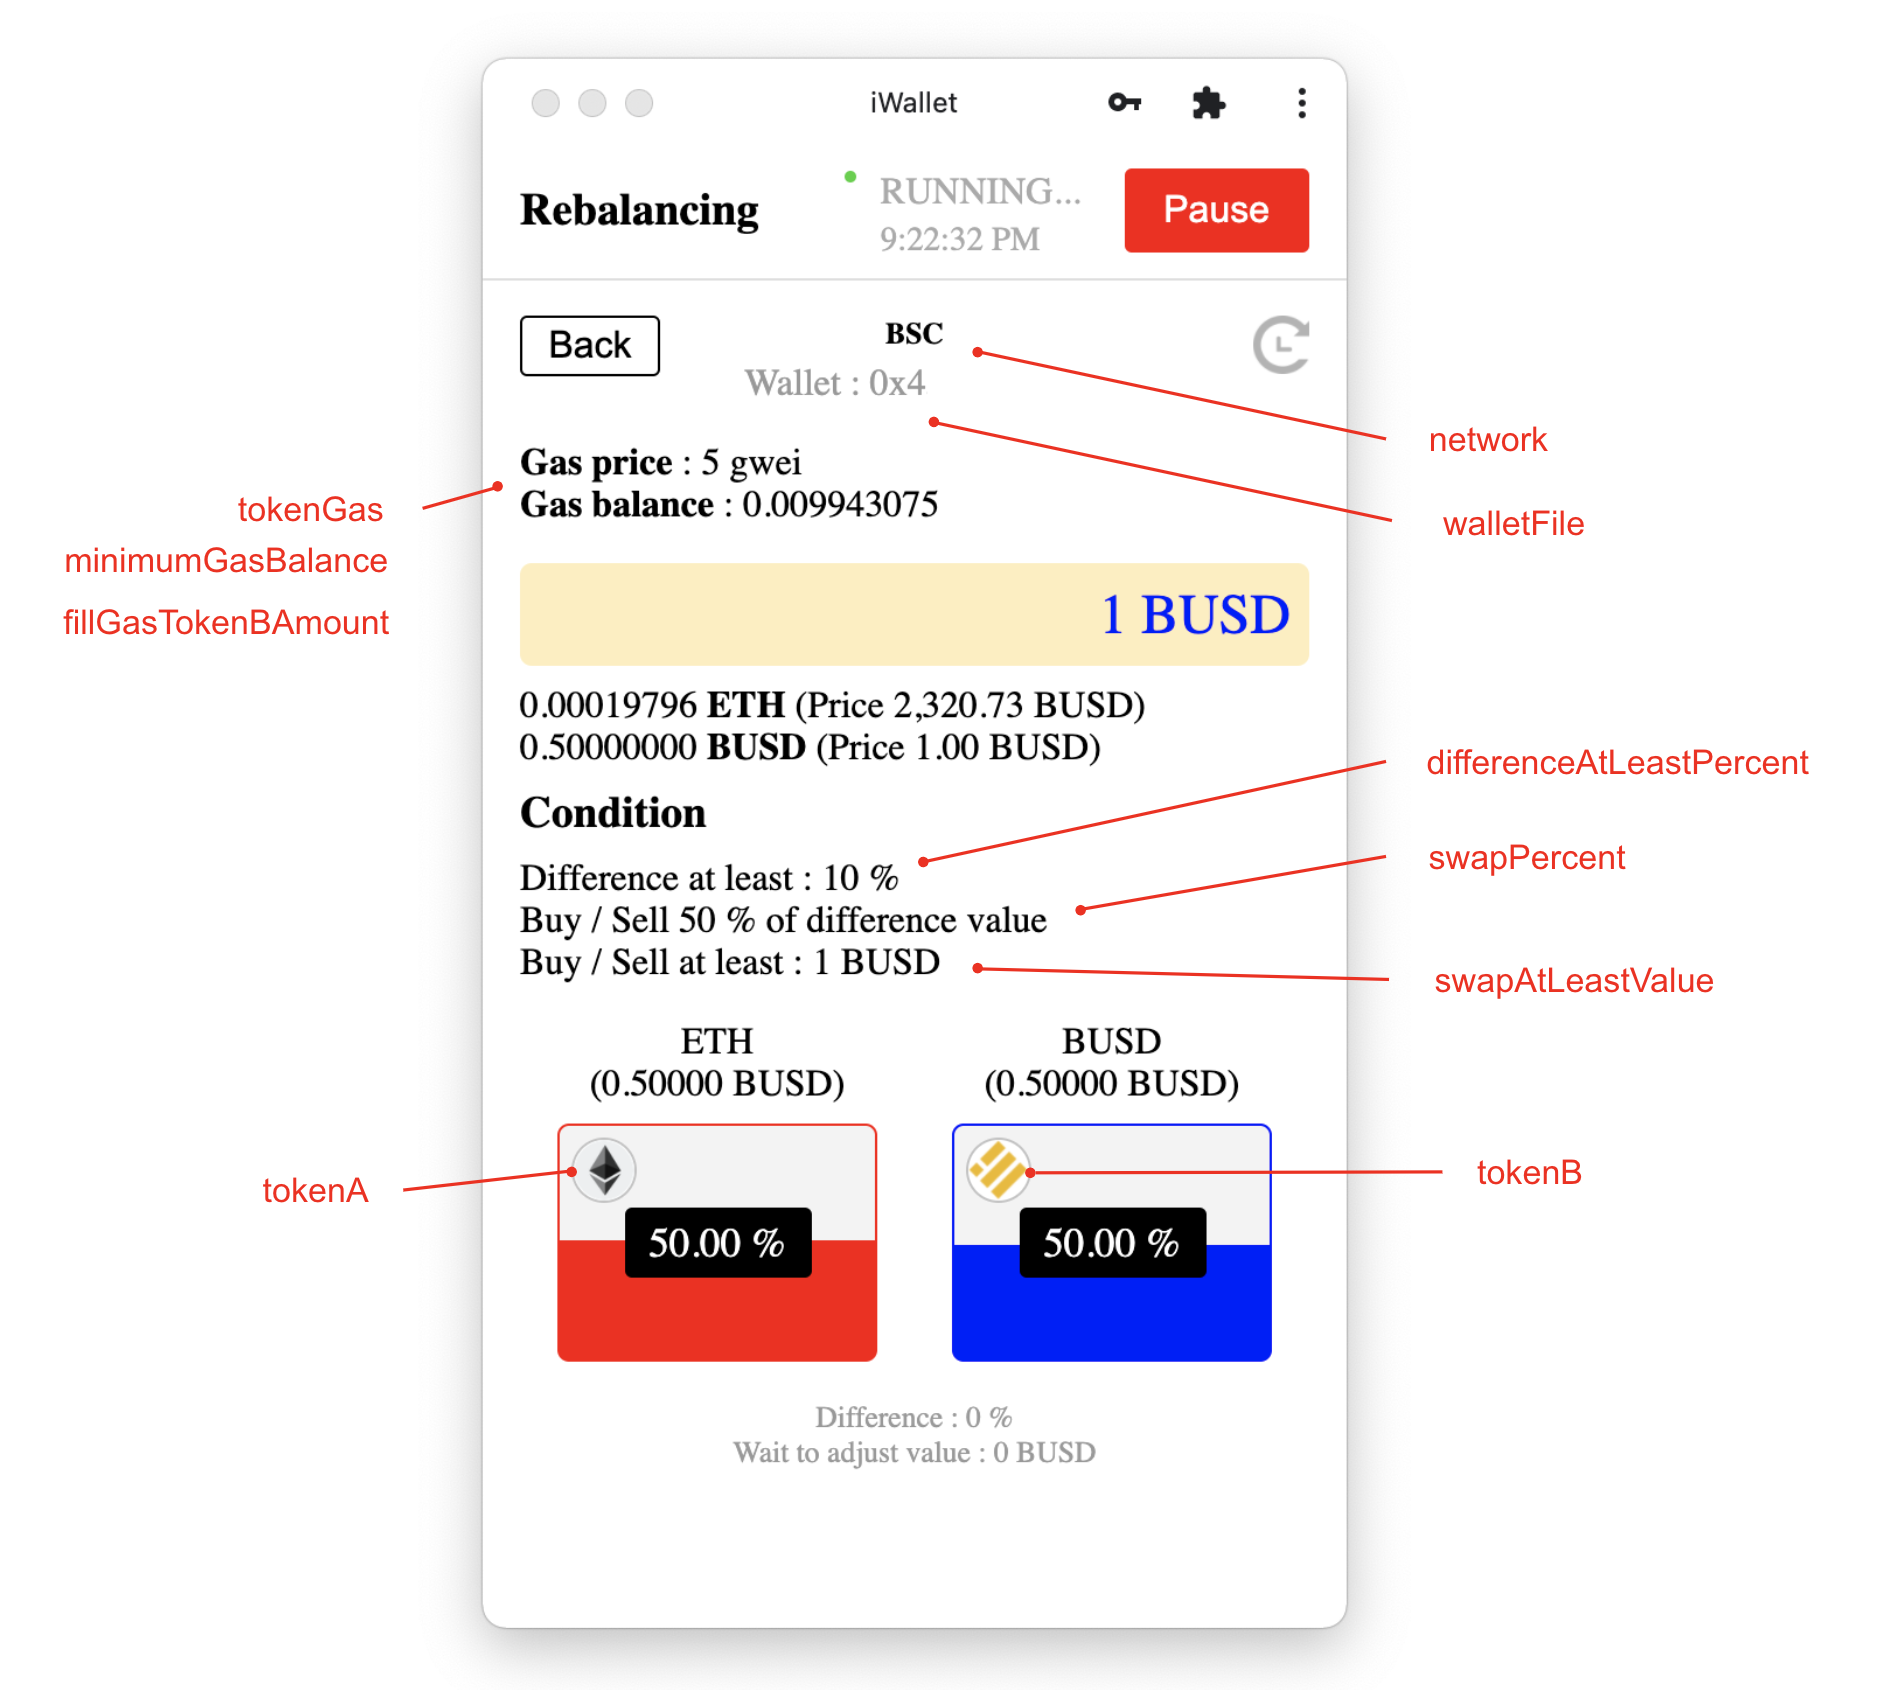 iWallet
Rebalancing
RUNNING...
9:22:32 PM
Pause
Back
BSC
Wallet : 0x4
network
walletFile
Gas price : 5 gwei
Gas balance : 0.009943075
tokenGas
minimumGasBalance
fillGasTokenBAmount
1 BUSD
0.00019796 ETH (Price 2,320.73 BUSD)
0.50000000 BUSD (Price 1.00 BUSD)
differenceAtLeastPercent
Condition
swapPercent
Difference at least : 10 %
Buy / Sell 50 % of difference value
Buy / Sell at least : 1 BUSD
swapAtLeastValue
ETH
(0.50000 BUSD)
BUSD
(0.50000 BUSD)
tokenA
tokenB
50.00 %
50.00 %
Difference : 0 %
Wait to adjust value : 0 BUSD